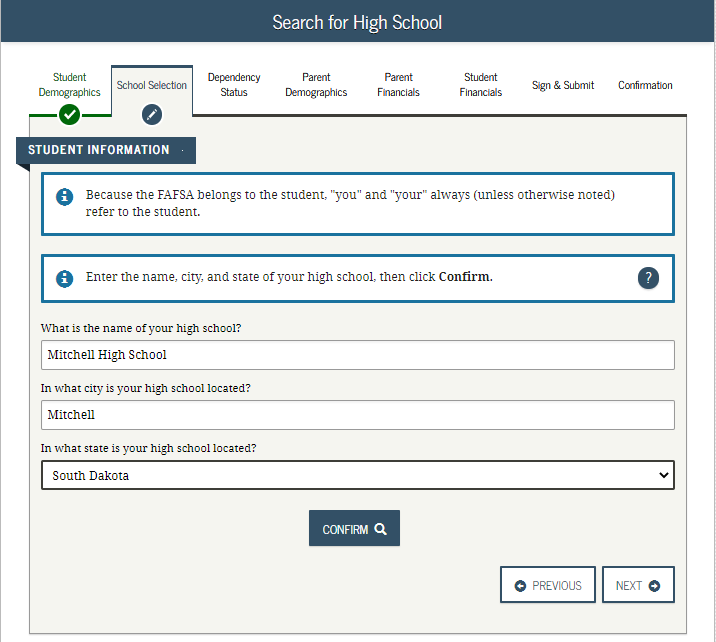 Search for High School
Student
Demographics
School Selection
Dependency
Status
Parent
Demographics
Parent
Financials
Student
Financials
Sign & Submit
Confirmation
STUDENT INFORMATION
Because the FAFSA belongs to the student, "you" and "your" always (unless otherwise noted)
refer to the student.
Enter the name, city, and state of your high school, then click Confirm.
?
What is the name of your high school?
Mitchell High School
In what city is your high school located?
Mitchell
In what state is your high school located?
South Dakota
CONFIRM
PREVIOUS
NEXT